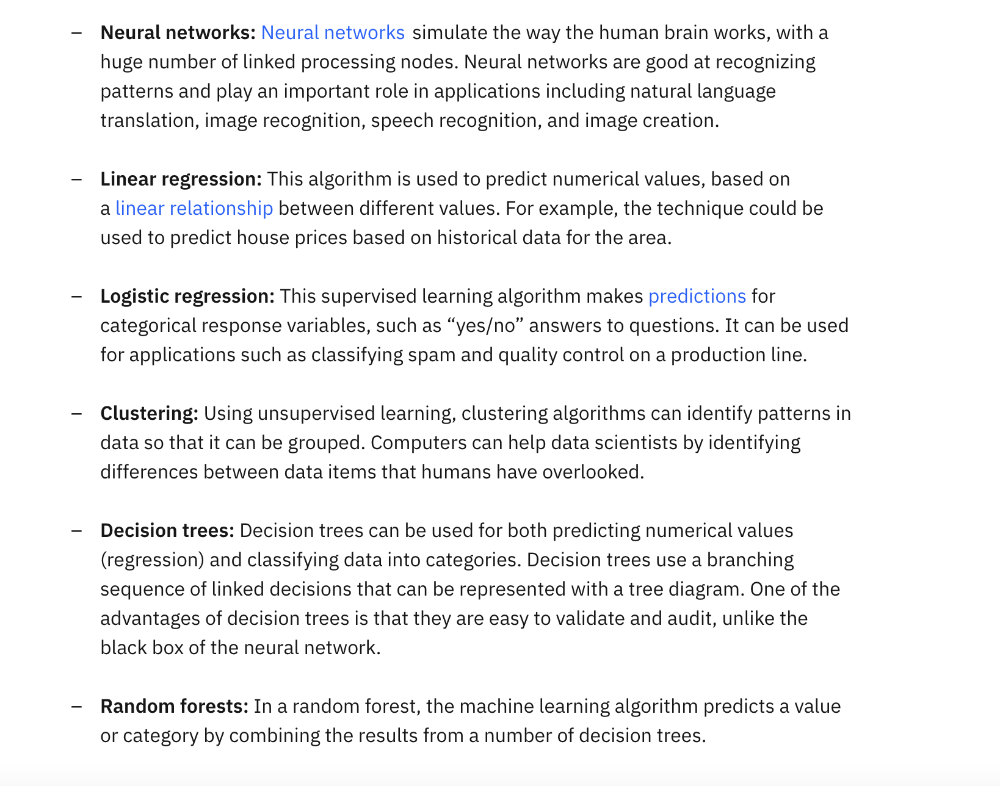 – Neural networks: Neural networks simulate the way the human brain works, with a
huge number of linked processing nodes. Neural networks are good at recognizing
patterns and play an important role in applications including natural language
translation, image recognition, speech recognition, and image creation.
– Linear regression: This algorithm is used to predict numerical values, based on
a linear relationship between different values. For example, the technique could be
used to predict house prices based on historical data for the area.
– Logistic regression: This supervised learning algorithm makes predictions for
categorical response variables, such as “yes/no” answers to questions. It can be used
for applications such as classifying spam and quality control on a production line.
– Clustering: Using unsupervised learning, clustering algorithms can identify patterns in
data so that it can be grouped. Computers can help data scientists by identifying
differences between data items that humans have overlooked.
– Decision trees: Decision trees can be used for both predicting numerical values
(regression) and classifying data into categories. Decision trees use a branching
sequence of linked decisions that can be represented with a tree diagram. One of the
advantages of decision trees is that they are easy to validate and audit, unlike the
black box of the neural network.
– Random forests: In a random forest, the machine learning algorithm predicts a value
or category by combining the results from a number of decision trees.